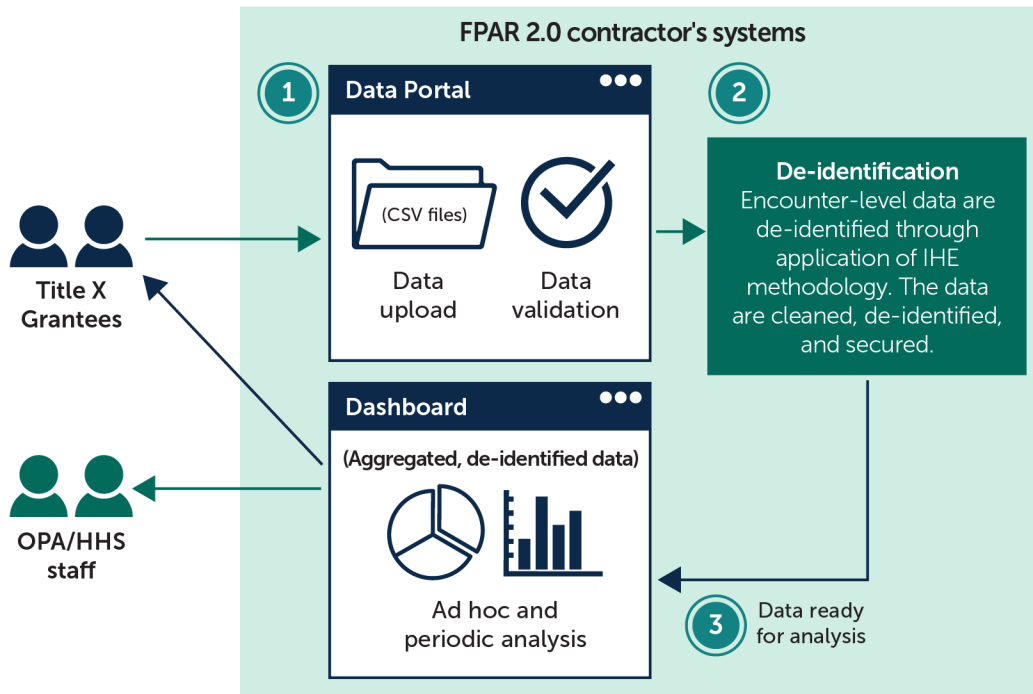 FPAR 2.0 contractor's systems
1
Data Portal
2
(CSV files)
Data
upload
Data
validation
De-identification
Encounter-level data are
de-identified through
application of IHE
methodology. The data
are cleaned, de-identified,
and secured.
Title X
Grantees
Dashboard
(Aggregated, de-identified data)
Ad hoc and
periodic analysis
OPA/HHS
staff
3
Data ready
for analysis